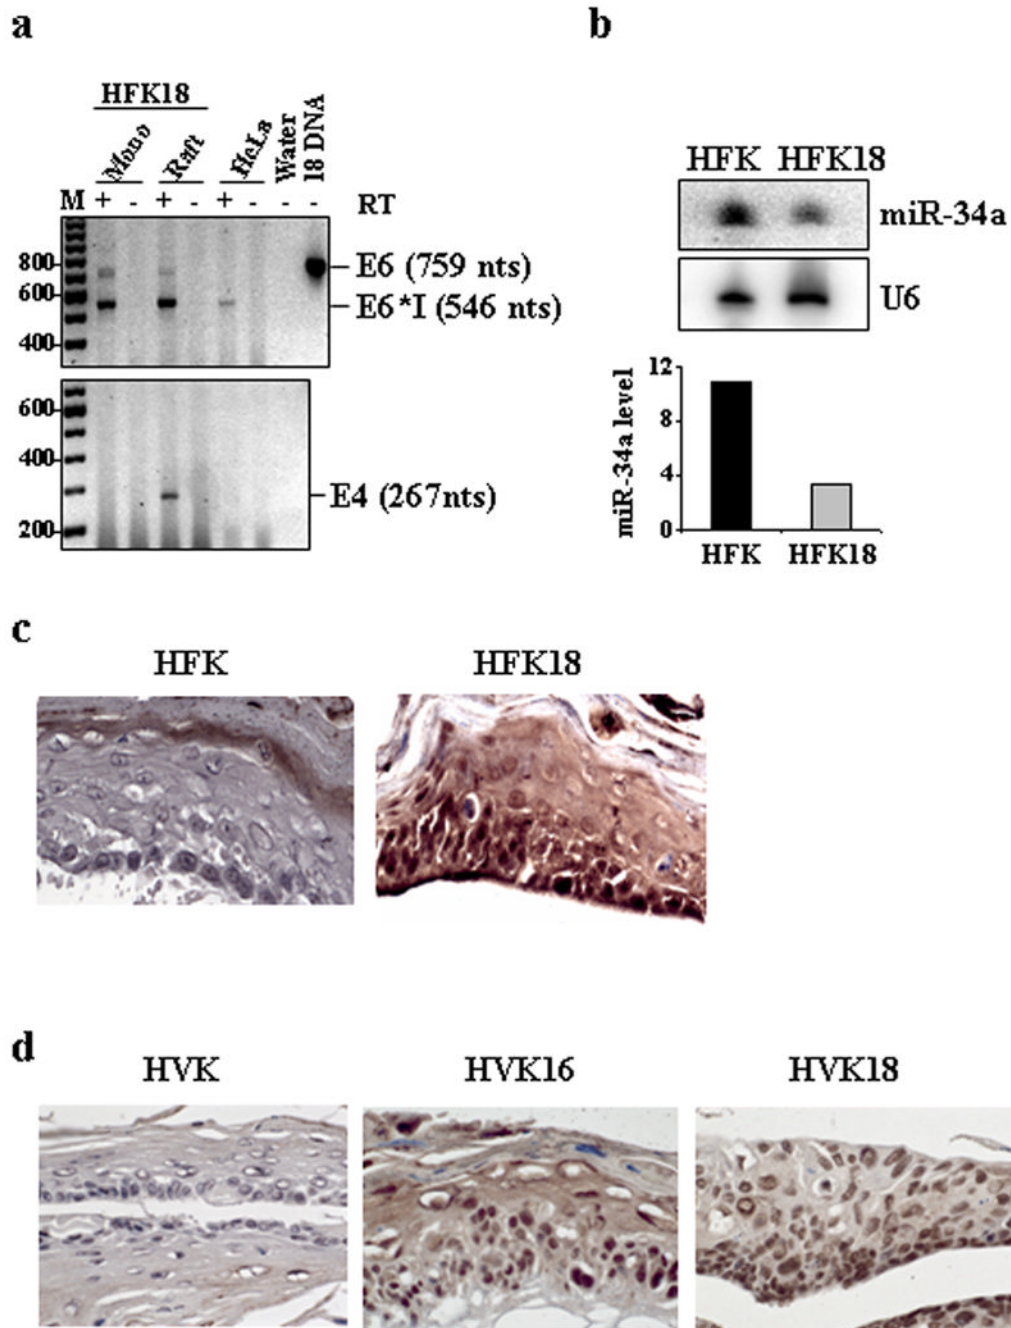 a
HFK18
Mono Raft HeLa Water 18 DNA
M + - + - + - - - RT
800
600
400
E6 (759 nts)
E6*I (546 nts)
600
400
200
E4 (267nts)
b
HFK HFK18
miR-34a
U6
miR-34a level
12
8
4
0
HFK HFK18
c
HFK HFK18
d
HVK HVK16 HVK18